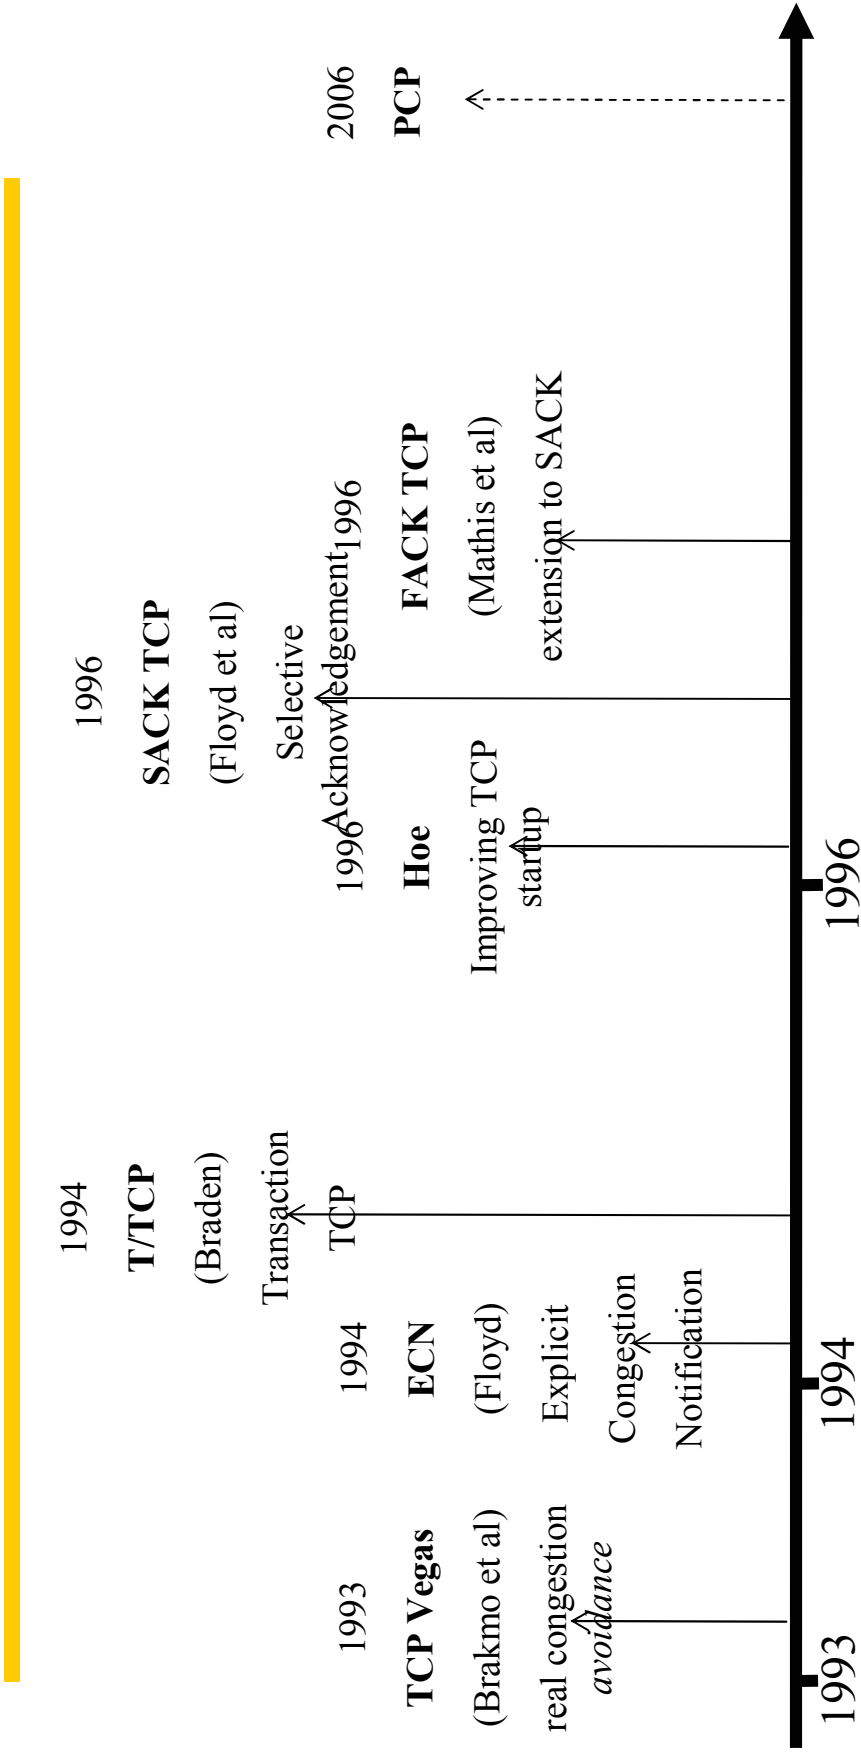 1993
TCP Vegas
(Brakmo et al)
real congestion
avoidance
1994
ECN
(Floyd)
Explicit
Congestion
Notification
1994
T/TCP
(Braden)
Transaction
TCP
1996
Hoe
Improving TCP
startup
1996
SACK TCP
(Floyd et al)
Selective
Acknowledgement
1996
FACK TCP
(Mathis et al)
extension to SACK
2006
PCP
1993
1994
1996